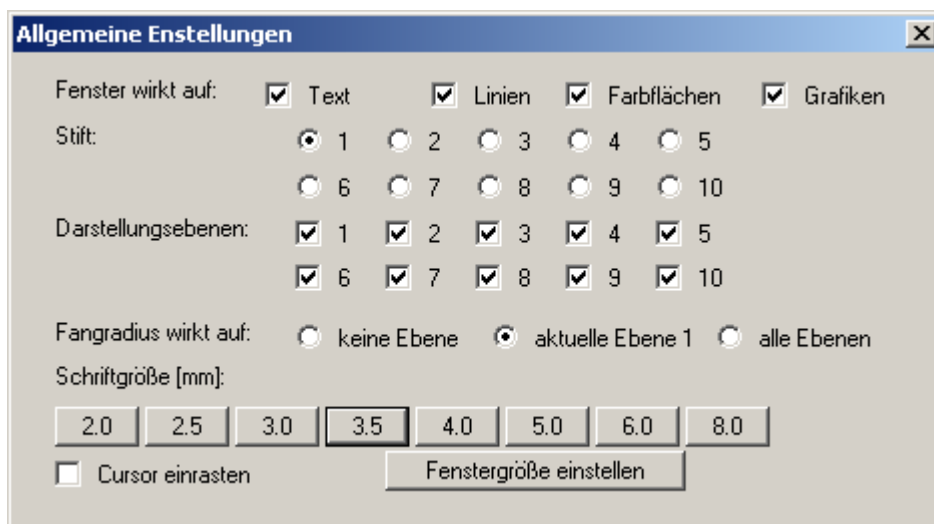 Allgemeine Enstellungen
Fenster wirkt auf: Text Linien Farbflächen Grafiken
Stift: 1 2 3 4 5
6 7 8 9 10
Darstellungsebenen: 1 2 3 4 5
6 7 8 9 10
Fangradius wirkt auf: keine Ebene aktuelle Ebene 1 alle Ebenen
Schriftgröße [mm]:
2.0 2.5 3.0 3.5 4.0 5.0 6.0 8.0
Cursor einrasten Fenstergröße einstellen